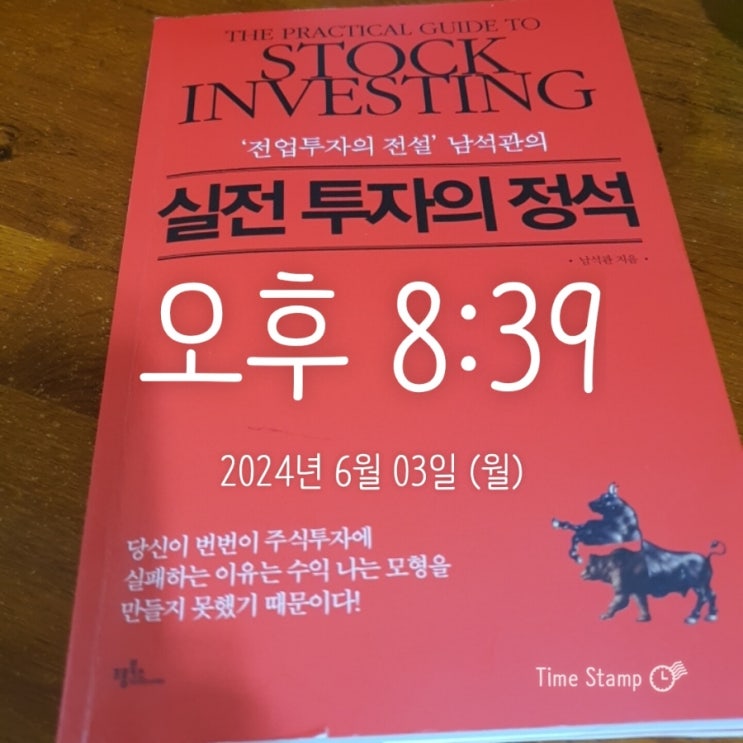 THE PRACTICAL GUIDE TO
STOCK
INVESTING
‘전업투자의 전설’ 남석관의
실전 투자의 정석
• 남석관 지음 •
오후 8:39
2024년 6월 03일 (월)
당신이 번번이 주식투자에
실패하는 이유는 수익 나는 모형을
만들지 못했기 때문이다!
Time Stamp